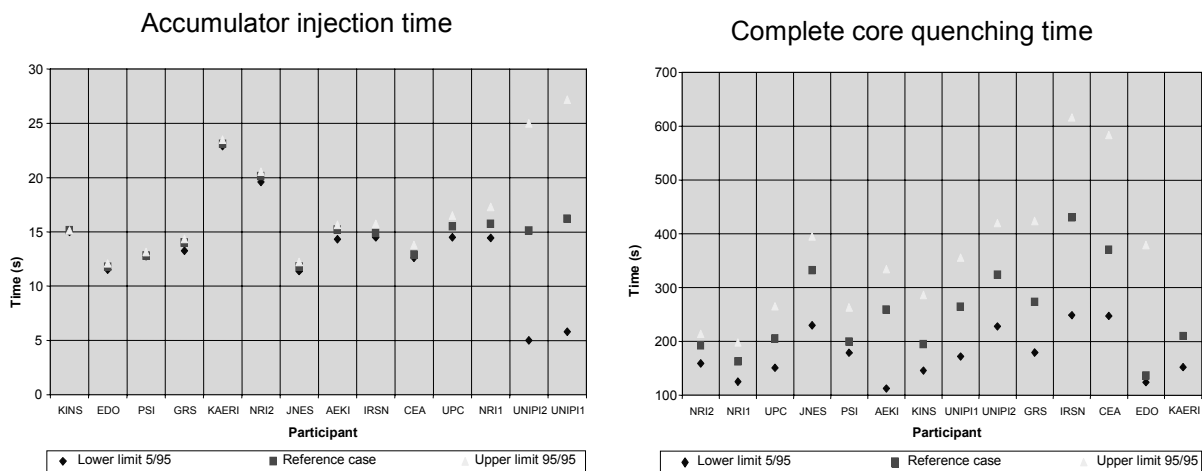 Accumulator injection time
30
25
20
15
10
5
0
Time (s)
KINS EDO PSI GRS KAERI NRI2 JNES AEKI IRSN CEA UPC NRI1 UNIPI2 UNIPI1
Participant
Lower limit 5/95 Reference case Upper limit 95/95
Complete core quenching time
700
600
500
400
300
200
100
Time (s)
NRI2 NRI1 UPC JNES PSI AEKI KINS UNIPI1 UNIPI2 GRS IRSN CEA EDO KAERI
Participant
Lower limit 5/95 Reference case Upper limit 95/95